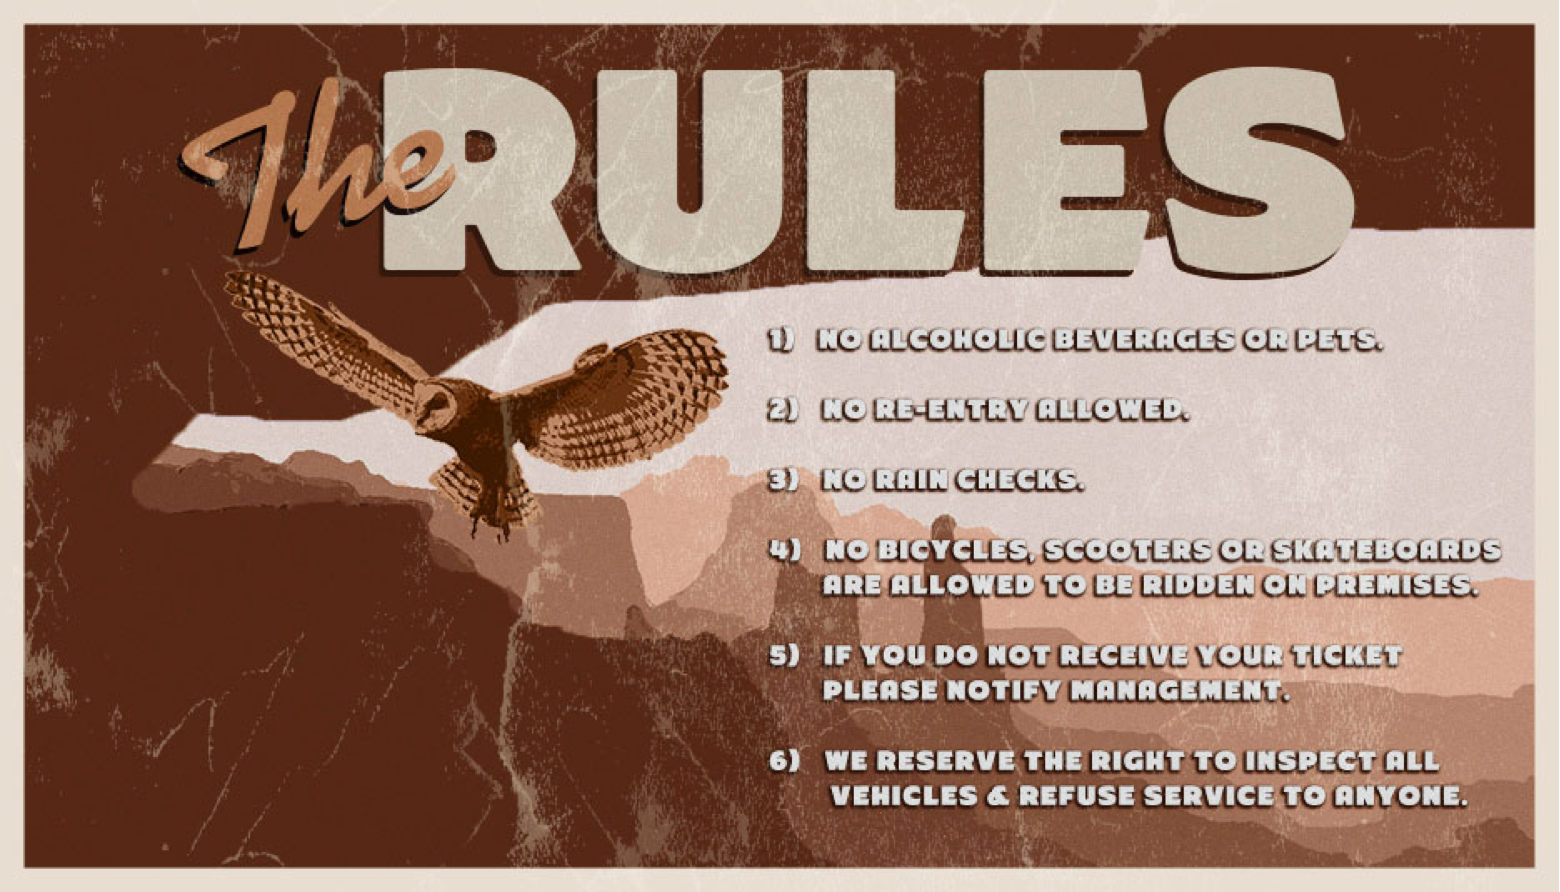 The RULES
1) NO ALCOHOLIC BEVERAGES OR PETS.
2) NO RE-ENTRY ALLOWED.
3) NO RAIN CHECKS.
4) NO BICYCLES, SCOOTERS OR SKATEBOARDS
ARE ALLOWED TO BE RIDDEN ON PREMISES.
5) IF YOU DO NOT RECEIVE YOUR TICKET
PLEASE NOTIFY MANAGEMENT.
6) WE RESERVE THE RIGHT TO INSPECT ALL
VEHICLES & REFUSE SERVICE TO ANYONE.